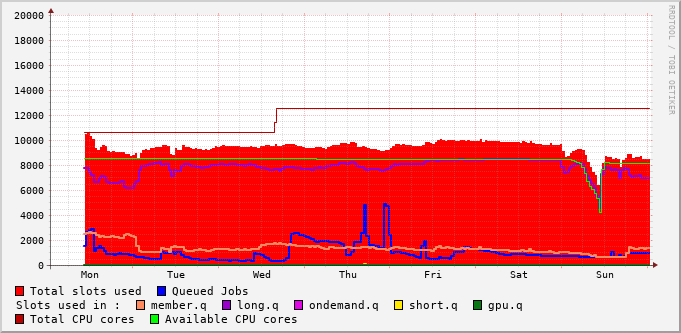 20000
18000
16000
14000
12000
10000
8000
6000
4000
2000
0
Mon Tue Wed Thu Fri Sat Sun
Total slots used Queued Jobs
Slots used in : member.q long.q ondemand.q short.q gpu.q
Total CPU cores Available CPU cores
RRDTOOL / TOBI OETIKER